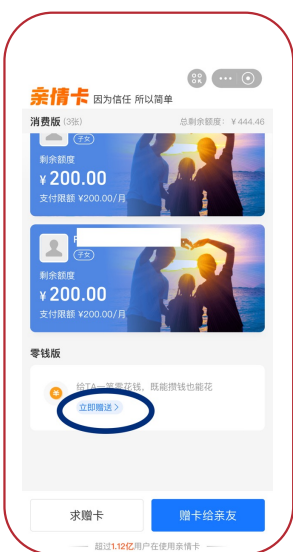 亲情卡 因为信任 所以简单
消费版 (3张) 总剩余额度: ¥444.46
子女
剩余额度
¥200.00
支付限额 ¥200.00/月
子女
剩余额度
¥200.00
支付限额 ¥200.00/月
零钱版
给TA一笔零花钱，既能攒钱也能花
立即赠送 >
求赠卡 赠卡给亲友
超过1.12亿用户在使用亲情卡